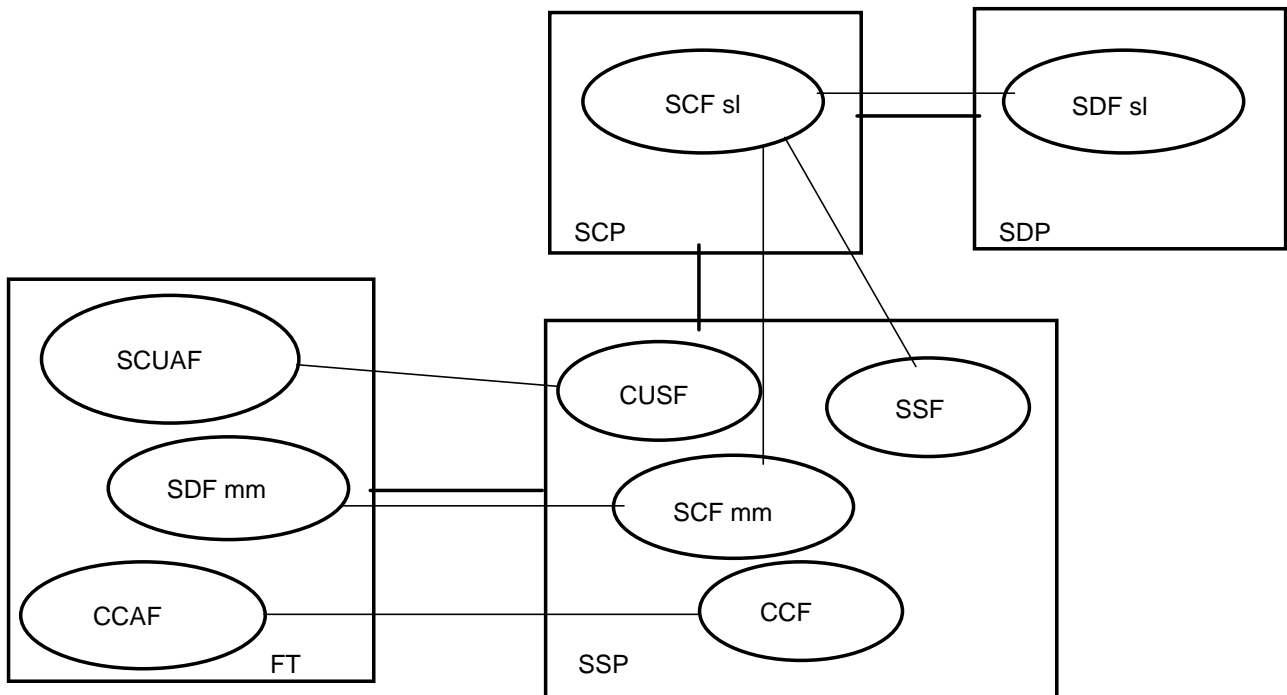 SCF sl
SDF sl
SCP
SDP
SCUAF
CUSF
SSF
SDF mm
SCF mm
CCAF
CCF
FT
SSP